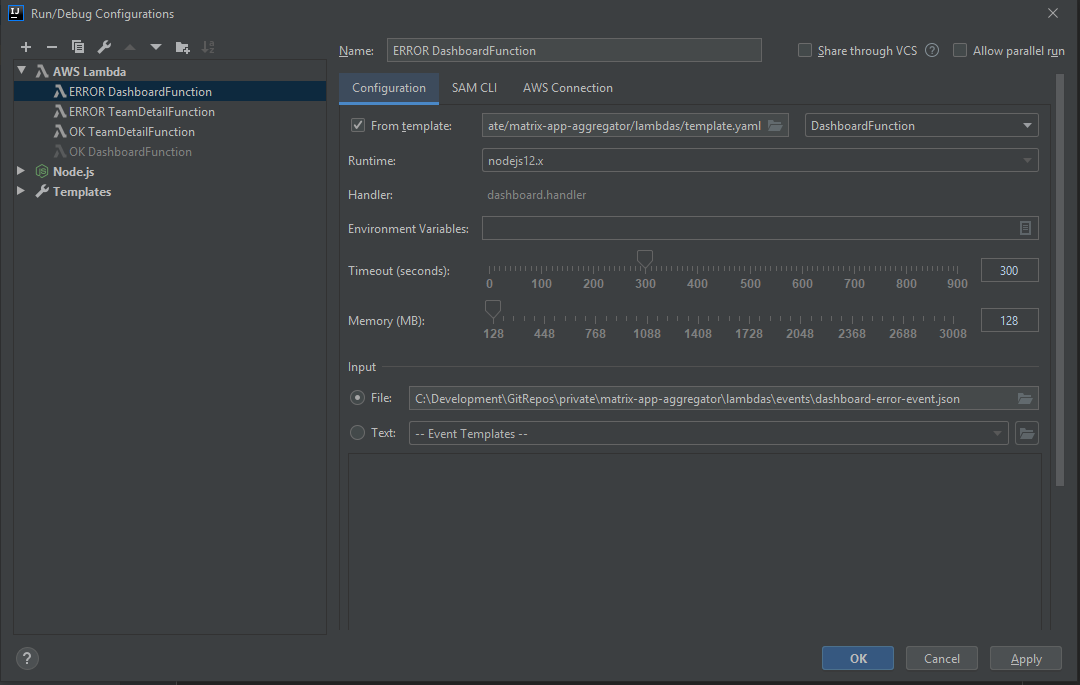 IJ Run/Debug Configurations
Name: ERROR DashboardFunction Share through VCS ? Allow parallel run
AWS Lambda
ERROR DashboardFunction
ERROR TeamDetailFunction
OK TeamDetailFunction
OK DashboardFunction
Node.js
Templates
Configuration SAM CLI AWS Connection
From template: ate/matrix-app-aggregator/lambdas/template.yaml DashboardFunction
Runtime: nodejs12.x
Handler: dashboard.handler
Environment Variables:
Timeout (seconds): 300
0 100 200 300 400 500 600 700 800 900
Memory (MB): 128
128 448 768 1088 1408 1728 2048 2368 2688 3008
Input
File: C:\Development\GitRepos\private\matrix-app-aggregator\lambdas\events\dashboard-error-event.json
Text: -- Event Templates --
? OK Cancel Apply